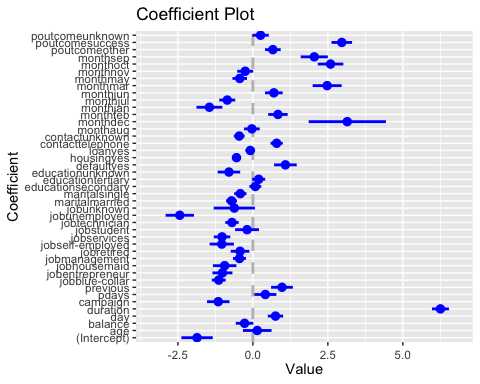 Coefficient Plot
Coefficient
poutcomeunknown
poutcomesuccess
poutcomeother
monthsep
monthoct
monthnov
monthmay
monthmar
monthjun
monthjul
monthjan
monthfeb
monthdec
monthaug
contactunknown
contacttelephone
loanyes
housingyes
defaultyes
educationunknown
educationtertiary
educationsecondary
maritalsingle
maritalmarried
jobunknown
jobunemployed
jobtechnician
jobstudent
jobservices
jobself-employed
jobretired
jobmanagement
jobhousemaid
jobentrepreneur
jobblue-collar
previous
pdays
campaign
duration
day
balance
age
(Intercept)
-2.5 0.0 2.5 5.0
Value